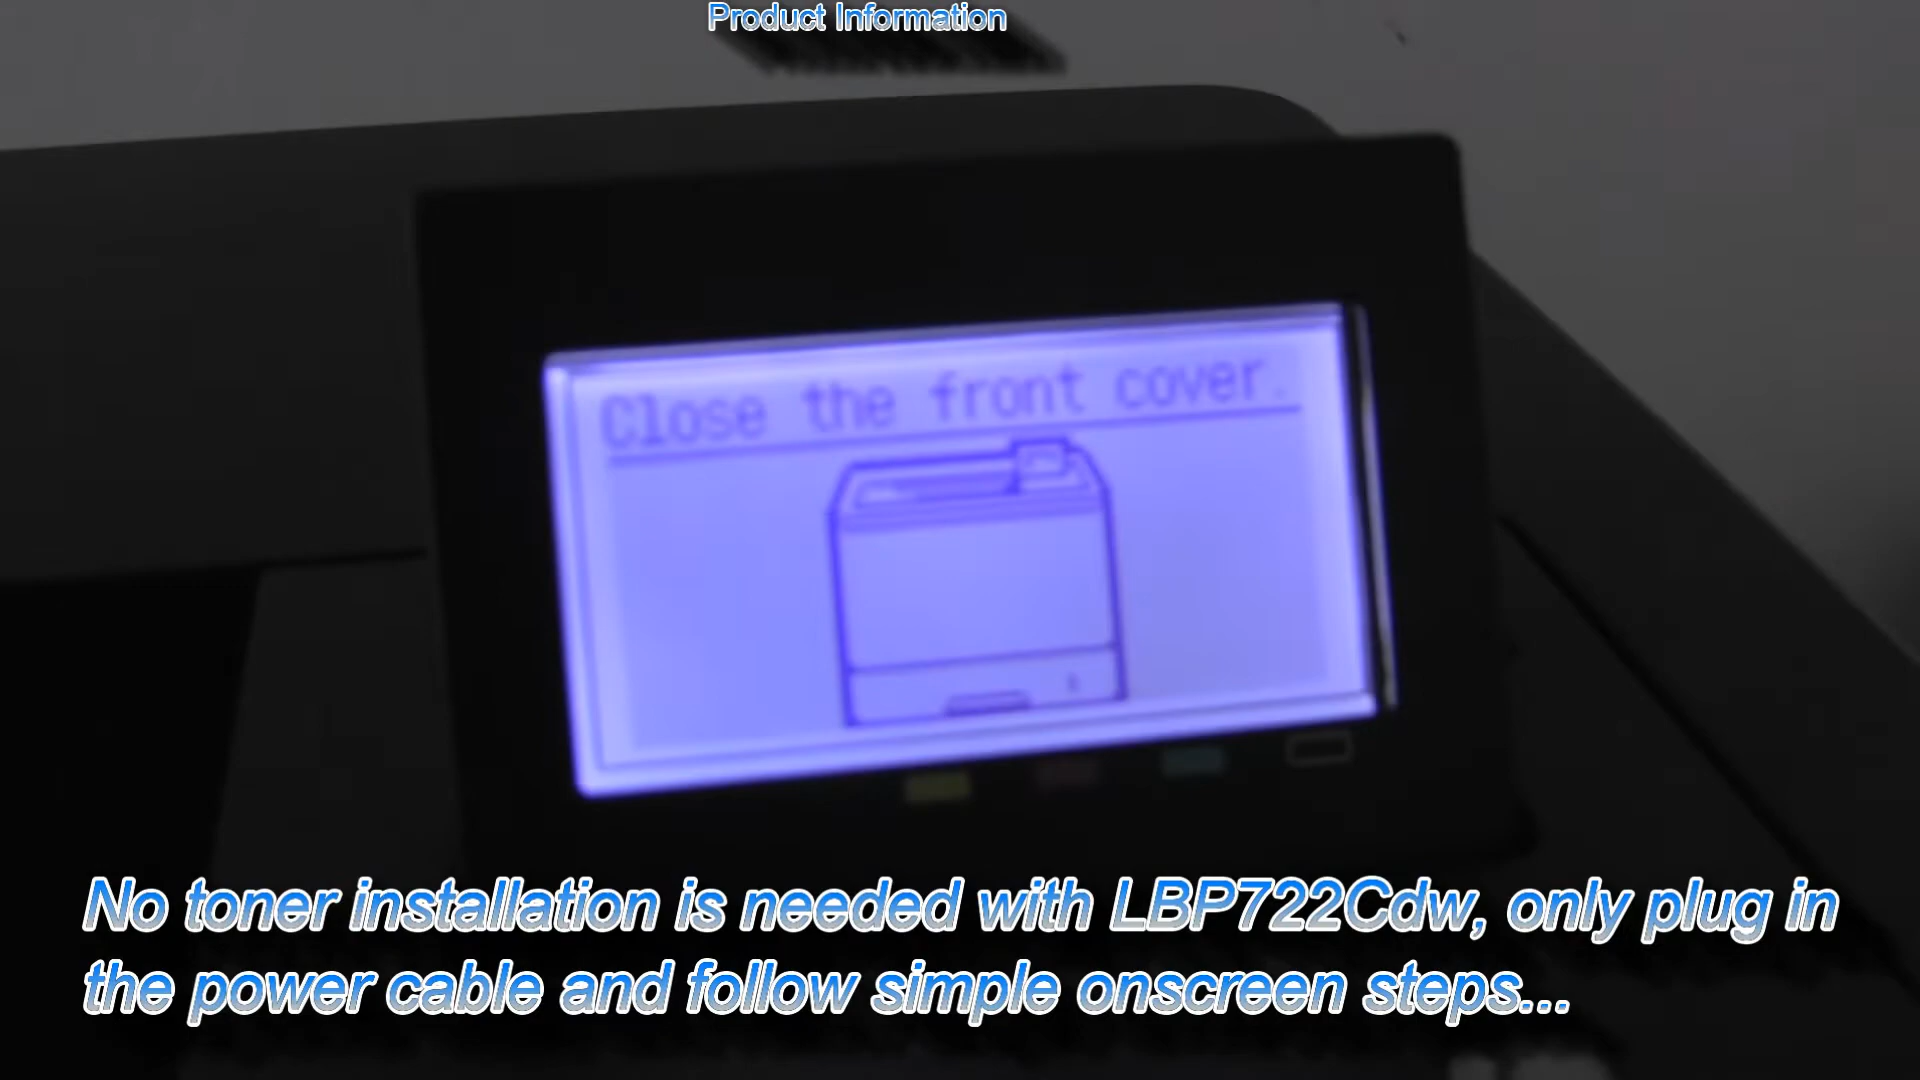 Product Information
Close the front cover.
No toner installation is needed with LBP722Cdw, only plug in
the power cable and follow simple onscreen steps...